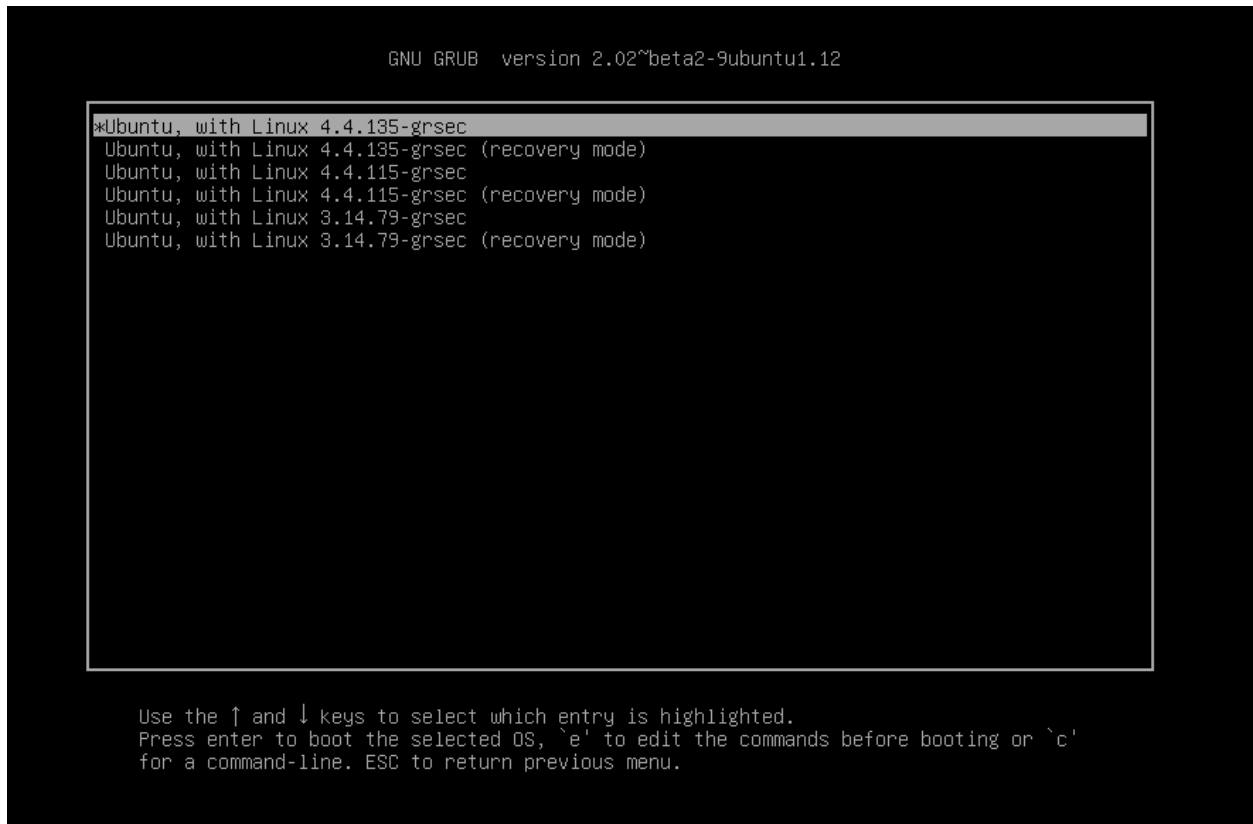 GNU GRUB  version 2.02~beta2-9ubuntu1.12
*Ubuntu, with Linux 4.4.135-grsec
Ubuntu, with Linux 4.4.135-grsec (recovery mode)
Ubuntu, with Linux 4.4.115-grsec
Ubuntu, with Linux 4.4.115-grsec (recovery mode)
Ubuntu, with Linux 3.14.79-grsec
Ubuntu, with Linux 3.14.79-grsec (recovery mode)
Use the ↑ and ↓ keys to select which entry is highlighted.
Press enter to boot the selected OS, `e' to edit the commands before booting or `c'
for a command-line. ESC to return previous menu.